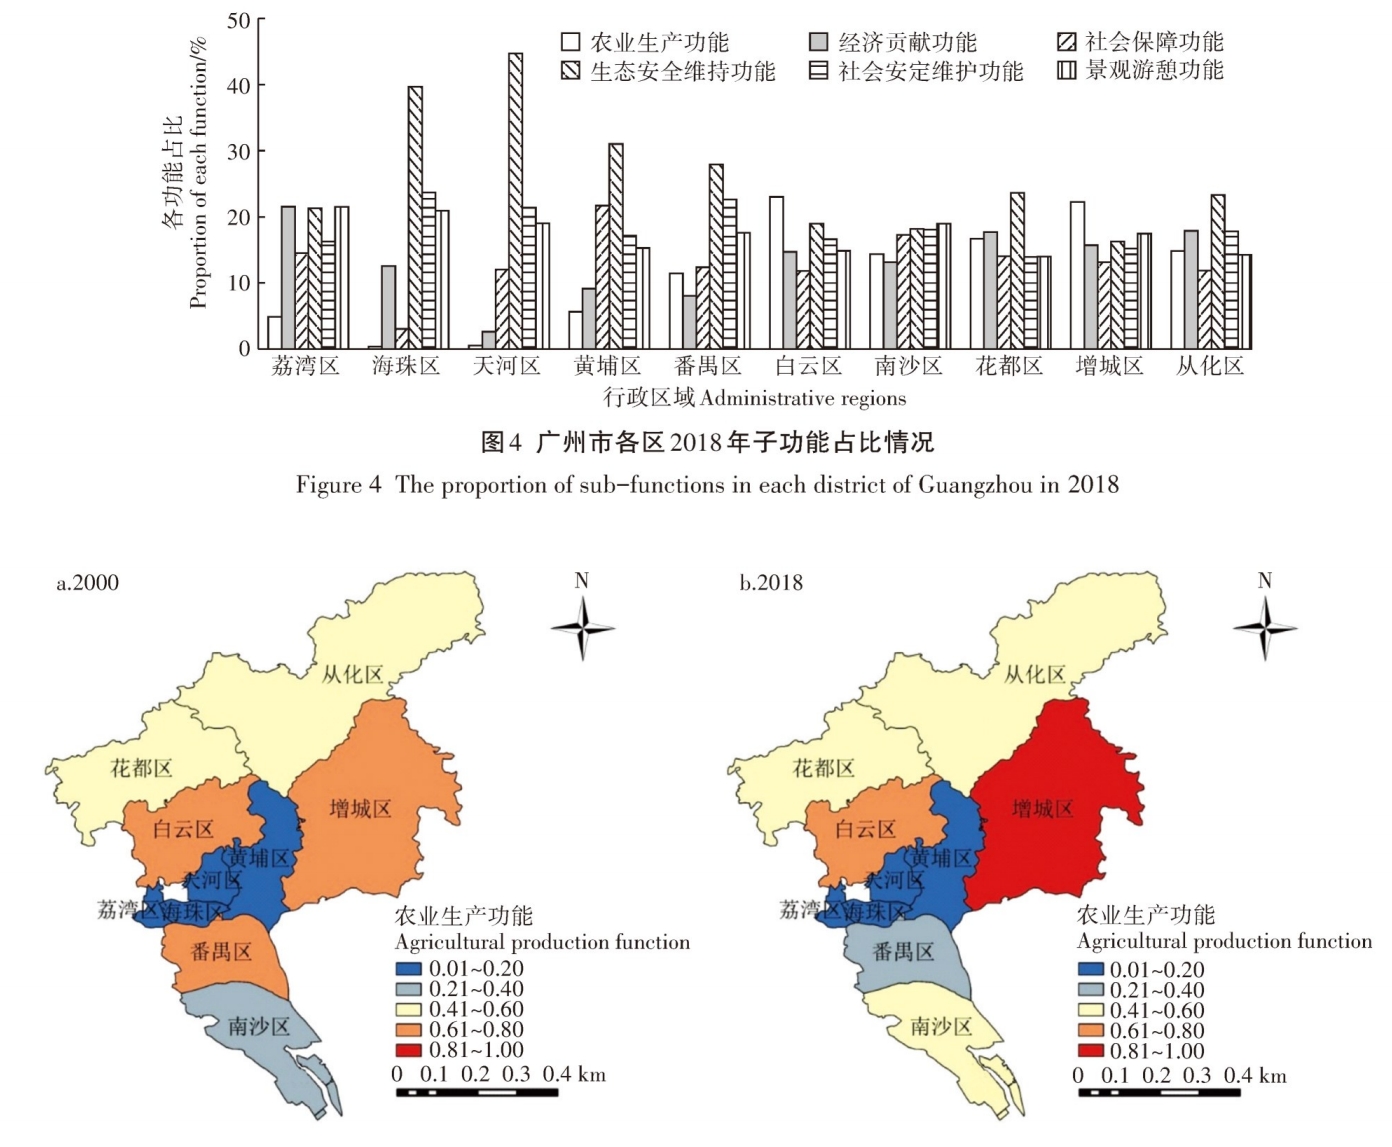 50
40
30
20
10
0
各功能占比/%
Proportion of each function/%
农业生产功能 经济贡献功能 社会保障功能
生态安全维持功能 社会安定维护功能 景观游憩功能
荔湾区 海珠区 天河区 黄埔区 番禺区 白云区 南沙区 花都区 增城区 从化区
行政区域 Administrative regions
图4 广州市各区2018年子功能占比情况
Figure 4 The proportion of sub-functions in each district of Guangzhou in 2018
a.2000
N
从化区
花都区
增城区
白云区
黄埔区
天河区
荔湾区
海珠区
番禺区
南沙区
农业生产功能
Agricultural production function
0.01~0.20
0.21~0.40
0.41~0.60
0.61~0.80
0.81~1.00
0 0.1 0.2 0.3 0.4 km
b.2018
N
从化区
花都区
增城区
白云区
黄埔区
天河区
荔湾区
海珠区
番禺区
南沙区
农业生产功能
Agricultural production function
0.01~0.20
0.21~0.40
0.41~0.60
0.61~0.80
0.81~1.00
0 0.1 0.2 0.3 0.4 km